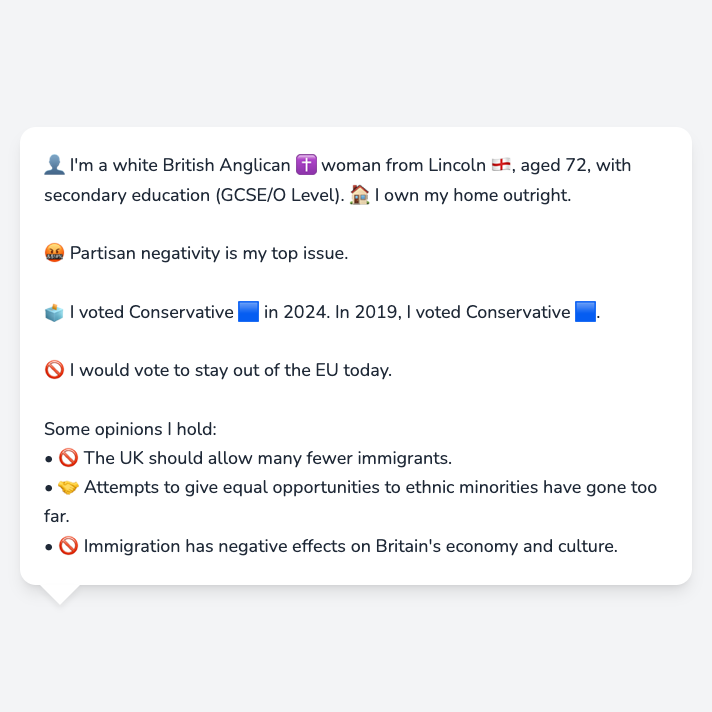 👤 I'm a white British Anglican ✝️ woman from Lincoln 🏴󠁧󠁢󠁥󠁮󠁧󠁿, aged 72, with
secondary education (GCSE/O Level). 🏠 I own my home outright.
🤬 Partisan negativity is my top issue.
🗳️ I voted Conservative 🟦 in 2024. In 2019, I voted Conservative 🟦.
🚫 I would vote to stay out of the EU today.
Some opinions I hold:
• 🚫 The UK should allow many fewer immigrants.
• 🤝 Attempts to give equal opportunities to ethnic minorities have gone too
far.
• 🚫 Immigration has negative effects on Britain's economy and culture.